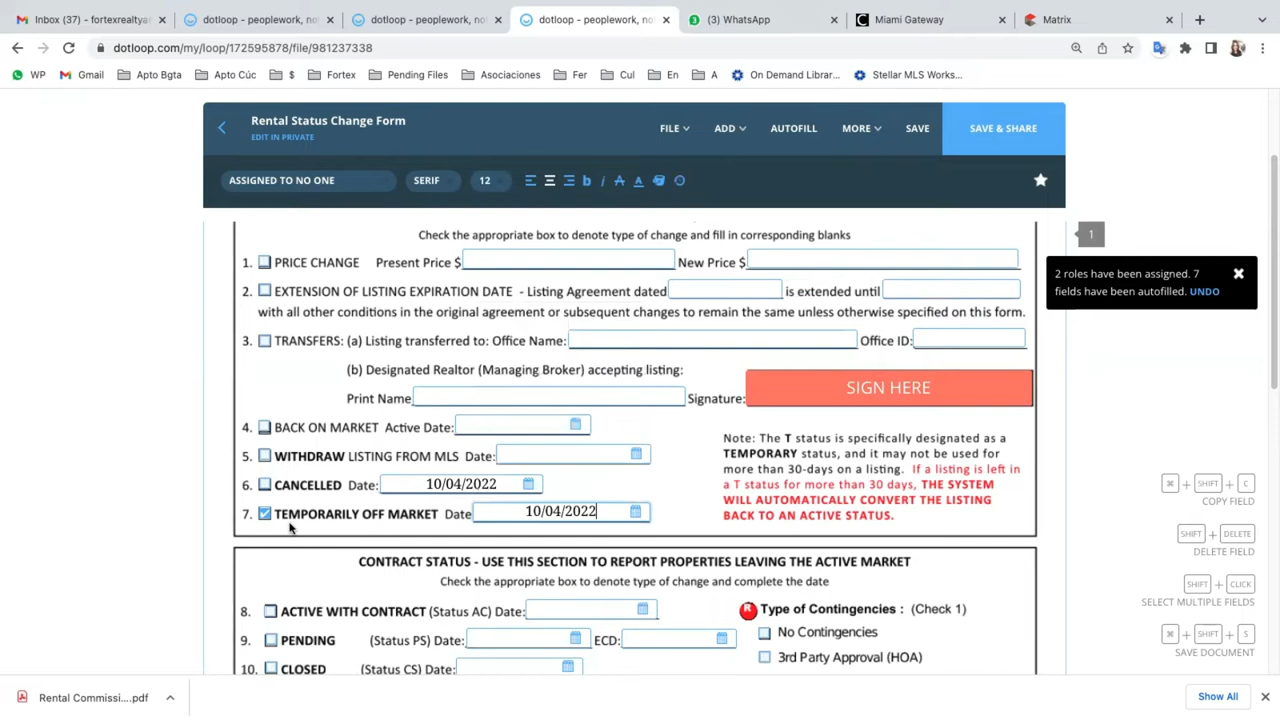 Inbox (3) - fortexrealtya
dotloop – peoplework, no
dotloop - peoplework, no
dotloop – peoplework, no
(3) WhatsApp
Miami Gateway
Matrix
dotloop.com/my/loop/172595878/file/981237338
WP
Gmail
Apto Bgta
Apto Cúc
$
Fortex
Pending Files
Asociaciones
Fer
Cul
En
A
On Demand Librar...
Stellar MLS Works...
Rental Status Change Form
EDIT IN PRIVATE
FILE
ADD
AUTOFILL
MORE
SAVE
SAVE & SHARE
ASSIGNED TO NO ONE
SERIF
12
b i A A
1
2 roles have been assigned. 7
fields have been autofilled. UNDO
Check the appropriate box to denote type of change and fill in corresponding blanks
1. PRICE CHANGE Present Price $ New Price $
2. EXTENSION OF LISTING EXPIRATION DATE - Listing Agreement dated is extended until
with all other conditions in the original agreement or subsequent changes to remain the same unless otherwise specified on this form.
3. TRANSFERS: (a) Listing transferred to: Office Name: Office ID:
(b) Designated Realtor (Managing Broker) accepting listing:
Print Name Signature: SIGN HERE
4. BACK ON MARKET Active Date:
5. WITHDRAW LISTING FROM MLS Date:
6. CANCELLED Date: 10/04/2022
7. TEMPORARILY OFF MARKET Date 10/04/2022
Note: The T status is specifically designated as a
TEMPORARY status, and it may not be used for
more than 30-days on a listing. If a listing is left in
a T status for more than 30 days, THE SYSTEM
WILL AUTOMATICALLY CONVERT THE LISTING
BACK TO AN ACTIVE STATUS.
CONTRACT STATUS - USE THIS SECTION TO REPORT PROPERTIES LEAVING THE ACTIVE MARKET
Check the appropriate box to denote type of change and complete the date
8. ACTIVE WITH CONTRACT (Status AC) Date:
9. PENDING (Status PS) Date: ECD:
10. CLOSED (Status CS) Date:
R Type of Contingencies : (Check 1)
No Contingencies
3rd Party Approval (HOA)
⌘ + SHIFT + C
COPY FIELD
SHIFT + DELETE
DELETE FIELD
SHIFT + CLICK
SELECT MULTIPLE FIELDS
⌘ + SHIFT + S
SAVE DOCUMENT
Rental Commissi....pdf
Show All